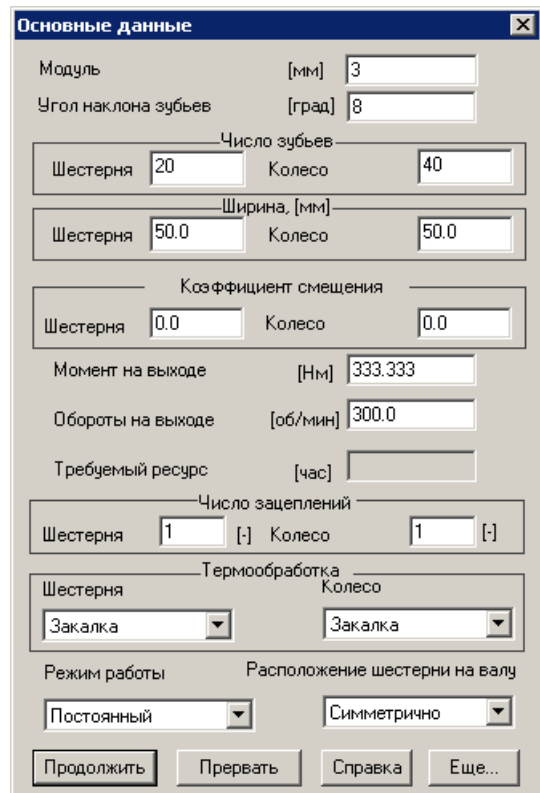 Основные данные
Модуль [мм] 3
Угол наклона зубьев [град] 8
Число зубьев
Шестерня 20 Колесо 40
Ширина, [мм]
Шестерня 50.0 Колесо 50.0
Коэффициент смещения
Шестерня 0.0 Колесо 0.0
Момент на выходе [Нм] 333.333
Обороты на выходе [об/мин] 300.0
Требуемый ресурс [час]
Число зацеплений
Шестерня 1 [-] Колесо 1 [-]
Термообработка
Шестерня Колесо
Закалка Закалка
Режим работы Расположение шестерни на валу
Постоянный Симметрично
Продолжить Прервать Справка Еще...